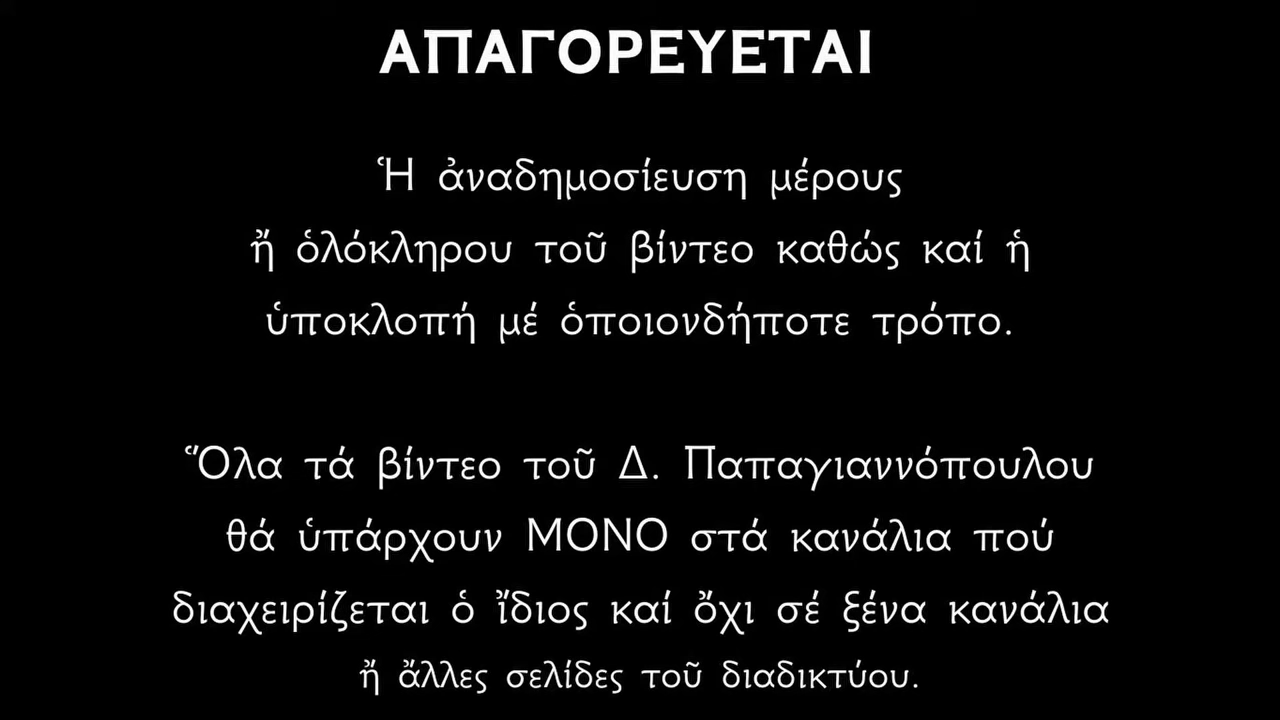 ΑΠΑΓΟΡΕΥΕΤΑΙ
Ἡ ἀναδημοσίευση μέρους
ἤ ὁλόκληρου τοῦ βίντεο καθώς καί ἡ
ὑποκλοπή μέ ὁποιονδήποτε τρόπο.
Ὅλα τά βίντεο τοῦ Δ. Παπαγιαννόπουλου
θά ὑπάρχουν ΜΟΝΟ στά κανάλια πού
διαχειρίζεται ὁ ἴδιος καί ὄχι σέ ξένα κανάλια
ἤ ἄλλες σελίδες τοῦ διαδικτύου.